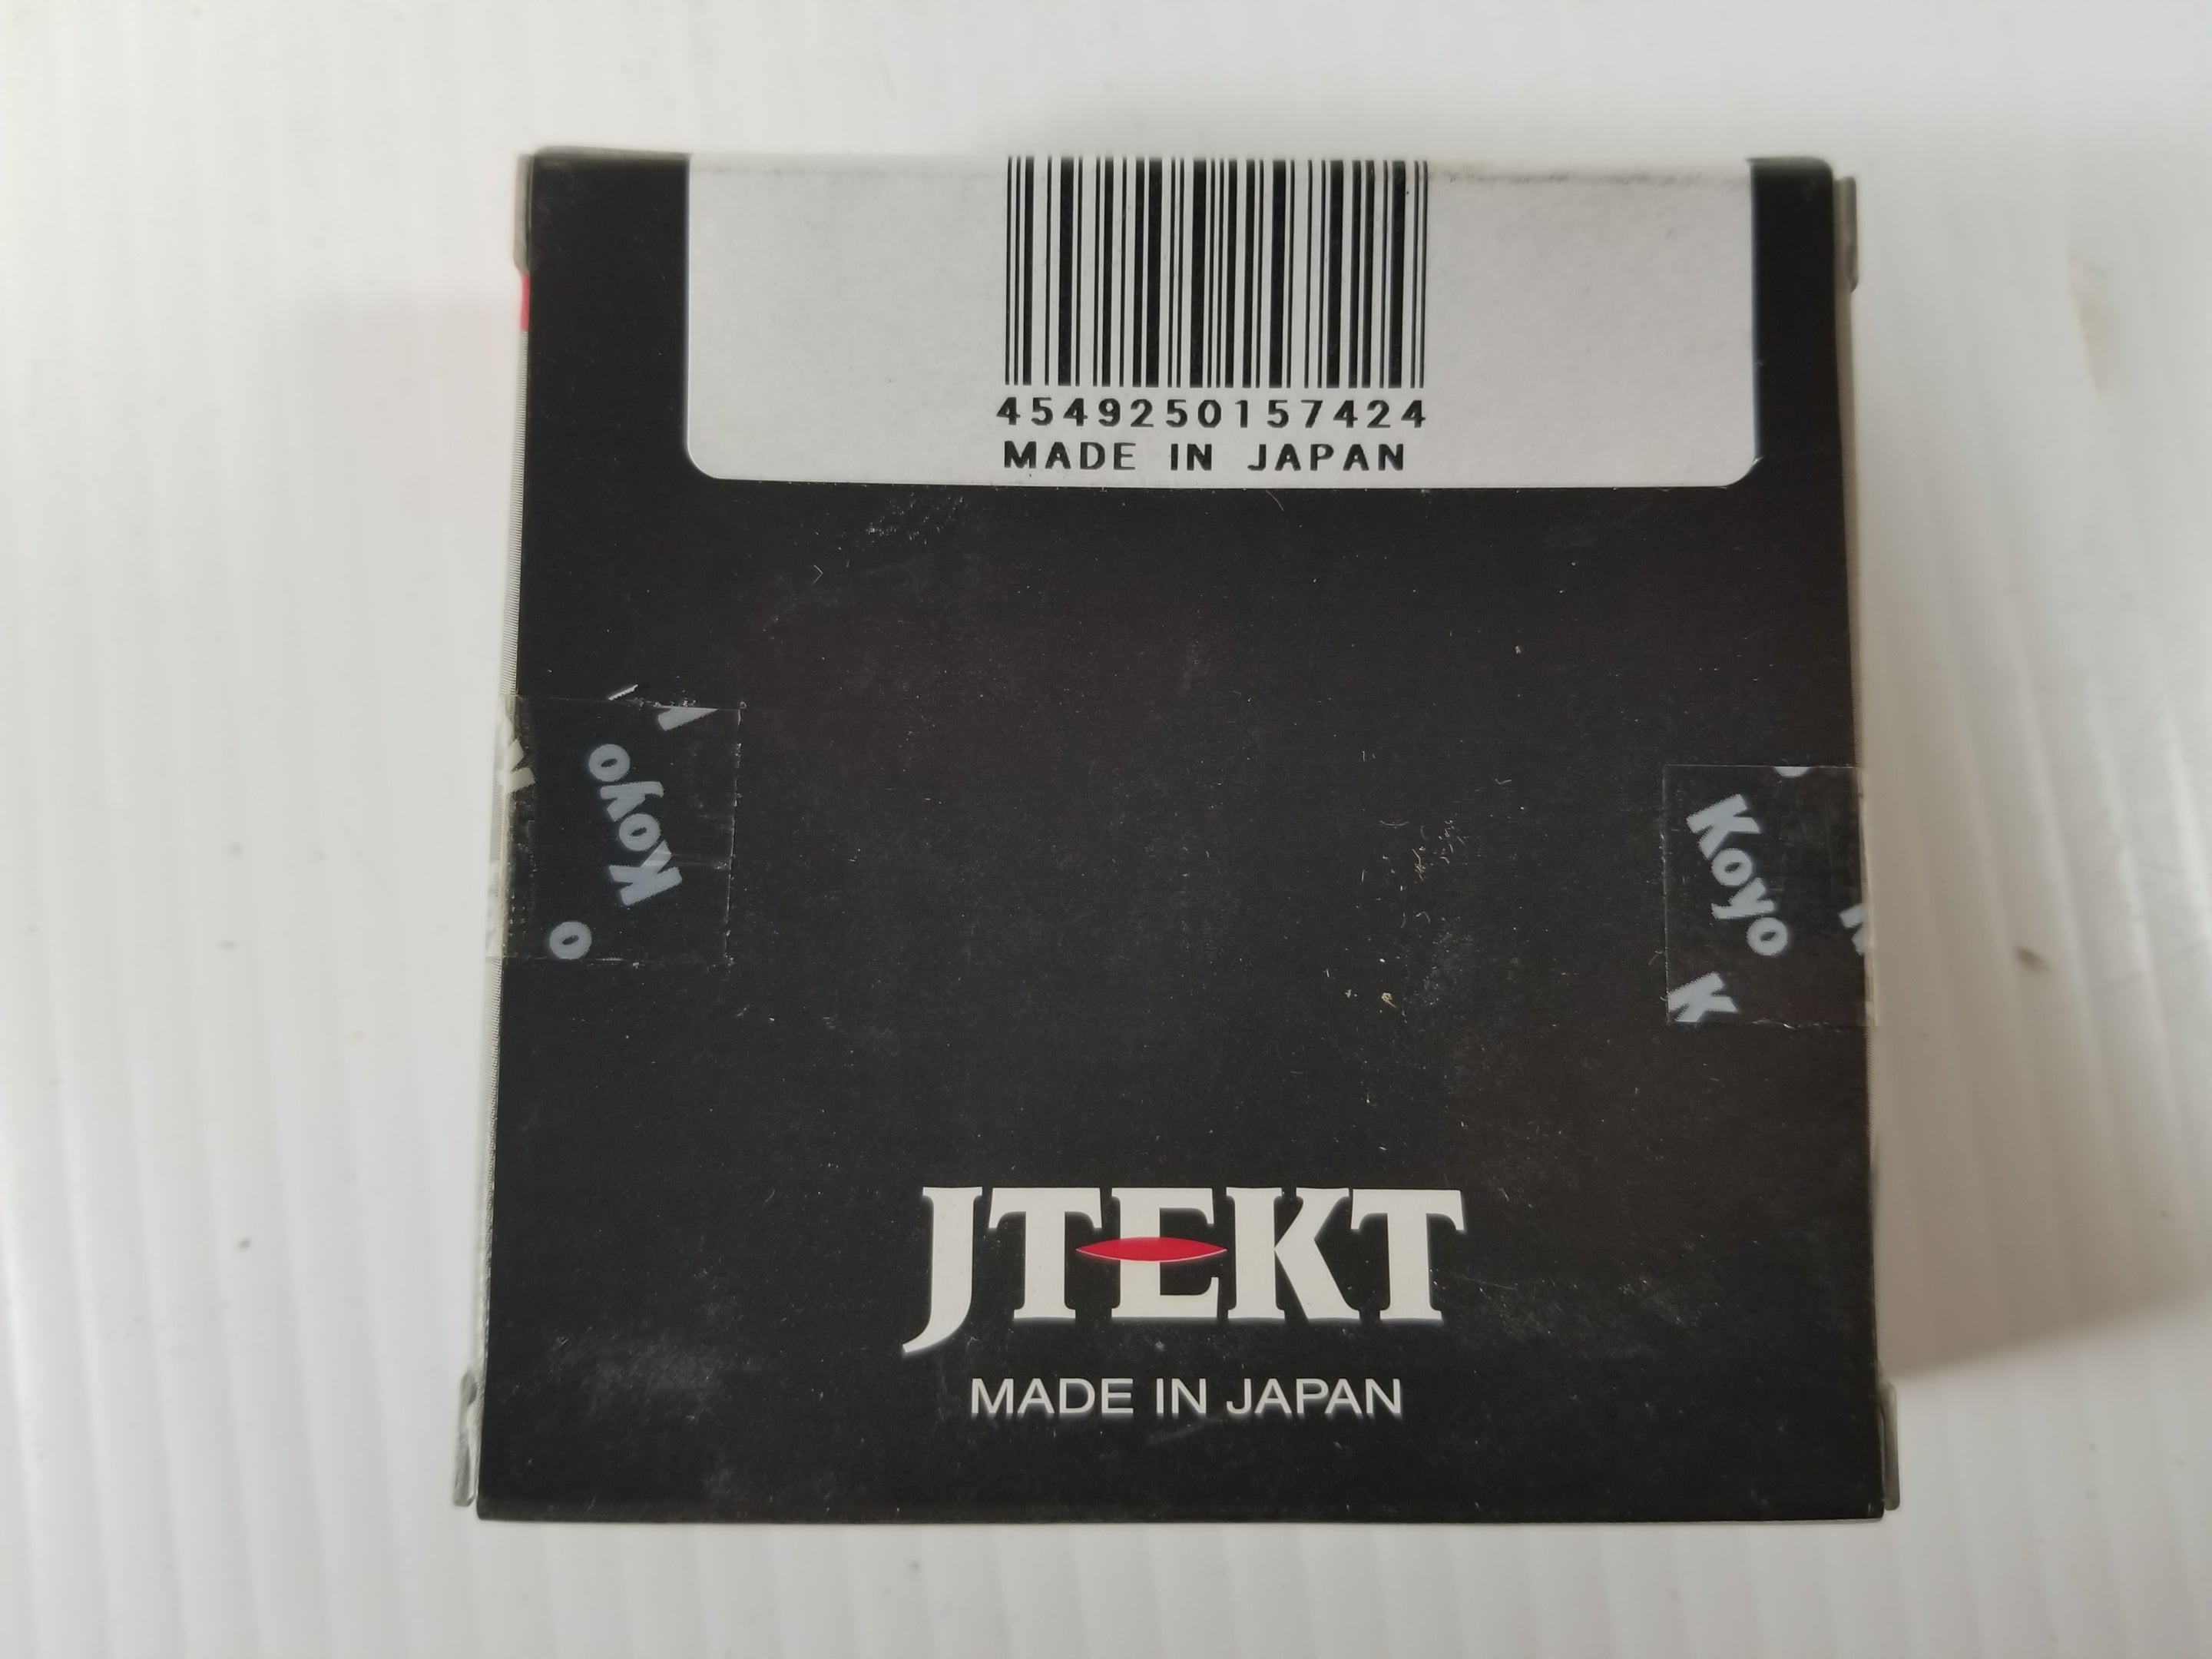 4549250157424
MADE IN JAPAN
Koyo
o
Koyo
K
JTEKT
MADE IN JAPAN